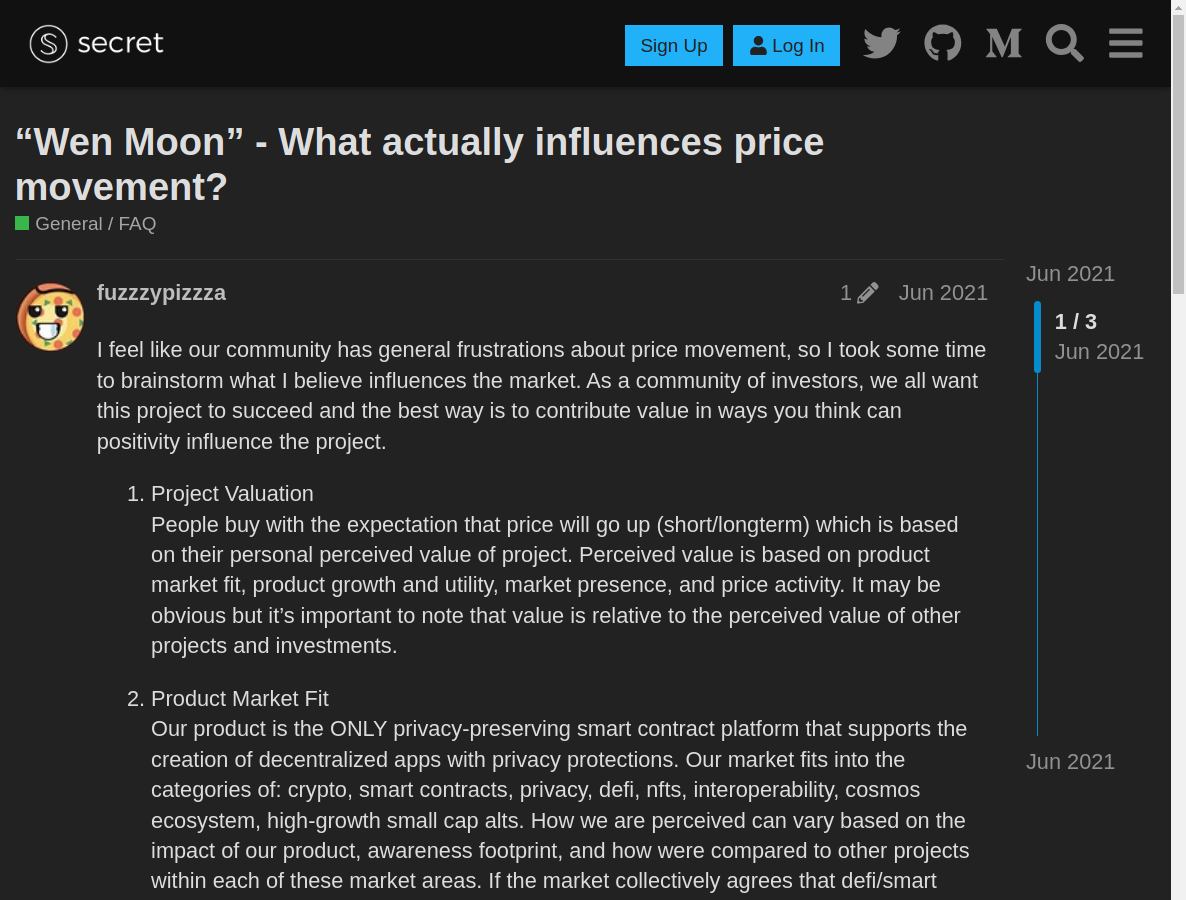 secret
Sign Up
Log In
“Wen Moon” - What actually influences price
movement?
General / FAQ
Jun 2021
fuzzzypizzza
1
Jun 2021
1 / 3
Jun 2021
I feel like our community has general frustrations about price movement, so I took some time
to brainstorm what I believe influences the market. As a community of investors, we all want
this project to succeed and the best way is to contribute value in ways you think can
positivity influence the project.
1. Project Valuation
People buy with the expectation that price will go up (short/longterm) which is based
on their personal perceived value of project. Perceived value is based on product
market fit, product growth and utility, market presence, and price activity. It may be
obvious but it’s important to note that value is relative to the perceived value of other
projects and investments.
2. Product Market Fit
Our product is the ONLY privacy-preserving smart contract platform that supports the
creation of decentralized apps with privacy protections. Our market fits into the
categories of: crypto, smart contracts, privacy, defi, nfts, interoperability, cosmos
ecosystem, high-growth small cap alts. How we are perceived can vary based on the
impact of our product, awareness footprint, and how were compared to other projects
within each of these market areas. If the market collectively agrees that defi/smart
Jun 2021